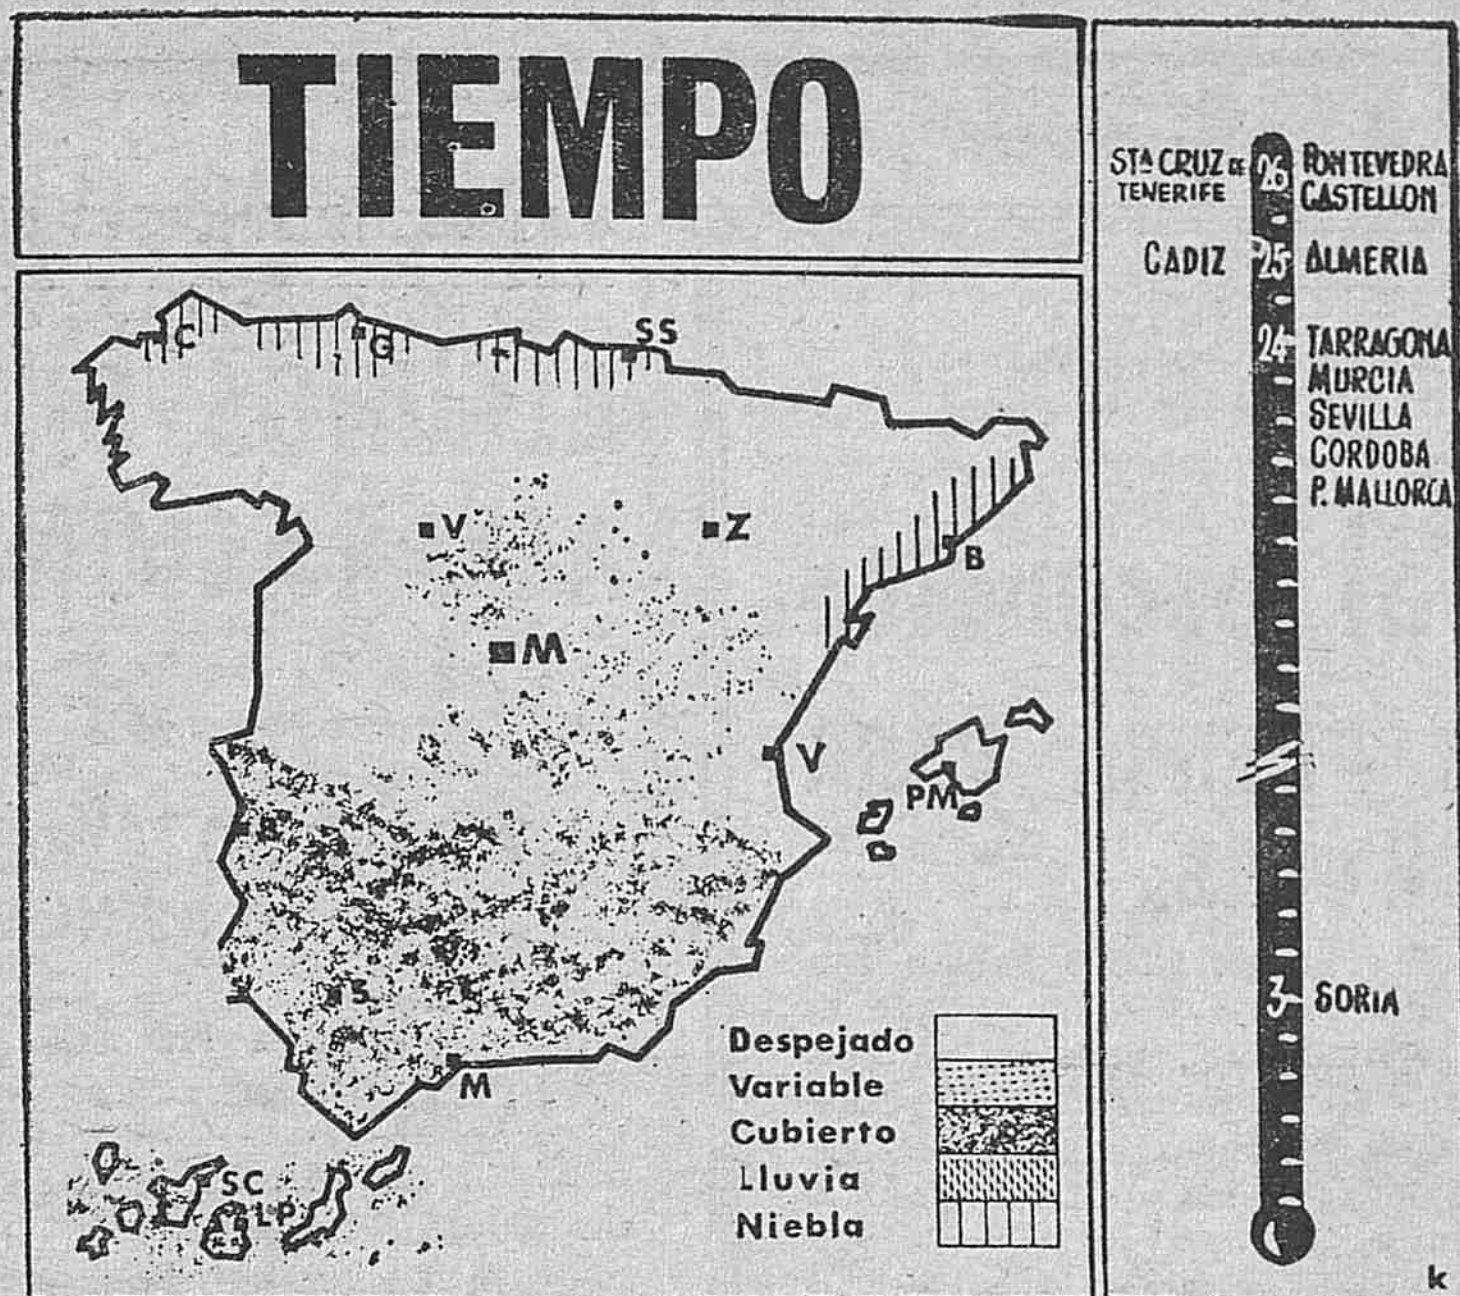 TIEMPO
C
G
SS
V
Z
B
M
V
PM
S
M
SC
LP
Despejado
Variable
Cubierto
Lluvia
Niebla
STA CRUZ DE 26 PONTEVEDRA
TENERIFE CASTELLON
CADIZ 25 ALMERIA
24 TARRAGONA
MURCIA
SEVILLA
CORDOBA
P. MALLORCA
3 SORIA
k